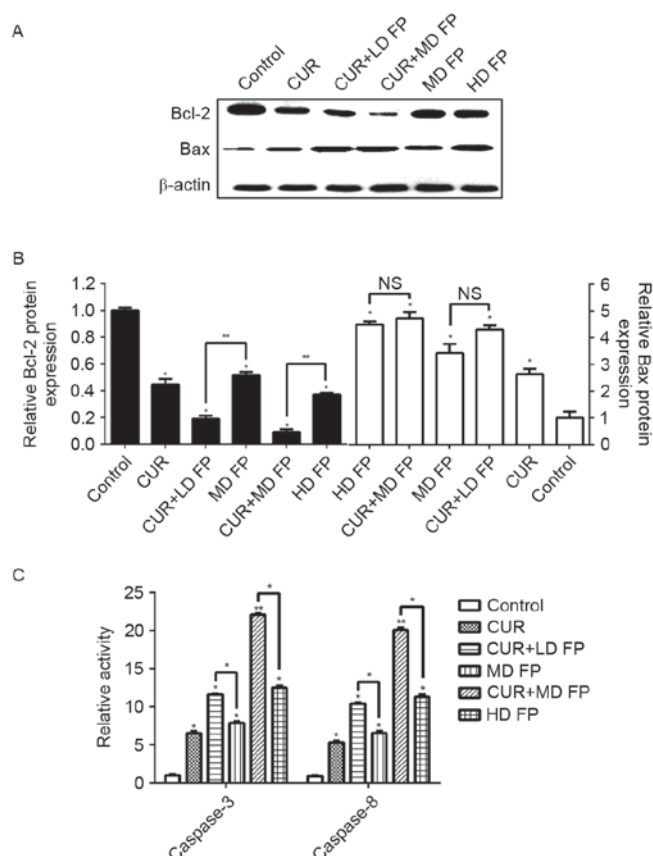 A
Control
CUR
CUR+LD FP
CUR+MD FP
MD FP
HD FP
Bcl-2
Bax
β-actin
B
Relative Bcl-2 protein
expression
1.2
1.0
0.8
0.6
0.4
0.2
0.0
*
*
**
*
*
**
*
NS
*
*
NS
*
*
*
6
5
4
3
2
1
0
Relative Bax protein
expression
Control
CUR
CUR+LD FP
MD FP
CUR+MD FP
HD FP
HD FP
CUR+MD FP
MD FP
CUR+LD FP
CUR
Control
C
Relative activity
25
20
15
10
5
0
*
*
*
*
**
*
*
*
*
*
*
**
*
*
Caspase-3
Caspase-8
Control
CUR
CUR+LD FP
MD FP
CUR+MD FP
HD FP